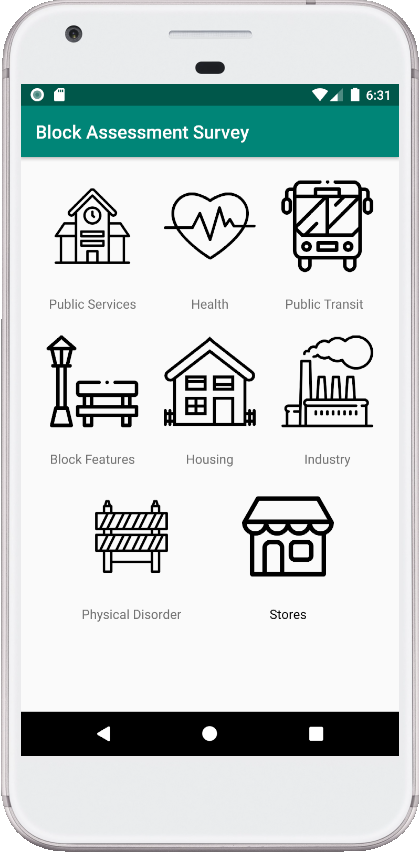 6:31
Block Assessment Survey
Public Services
Health
Public Transit
Block Features
Housing
Industry
Physical Disorder
Stores